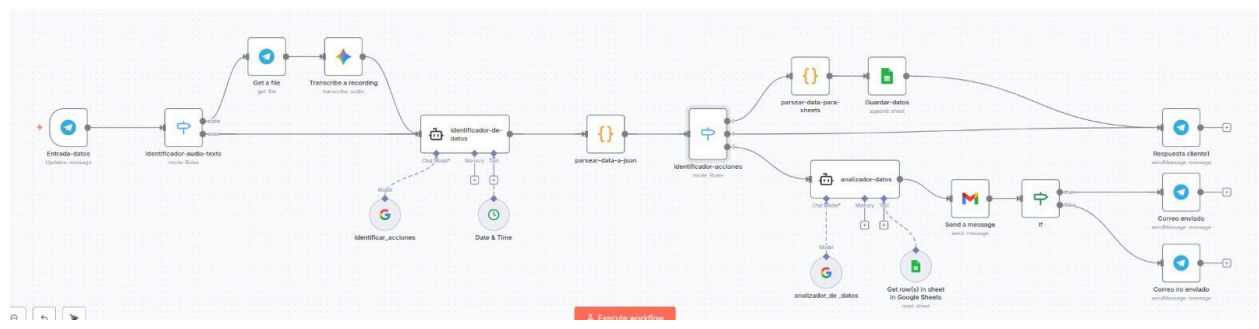 Get a file
get: file
Transcribe a recording
transcribe: audio
Entrada-datos
Updates: message
identificador-audio-texto
mode: Rules
identificador-de-
datos
Chat Model*
Memory
Tool
Model
identificar_acciones
Date & Time
parsear-data-a-json
identificador-acciones
mode: Rules
parsear-data-para-
sheets
Guardar-datos
append: sheet
analizador-datos
Chat Model*
Memory
Tool
Model
analizador_de _datos
Get row(s) in sheet
in Google Sheets
read: sheet
Send a message
send: message
If
true
false
Respuesta cliente1
sendMessage: message
Correo enviado
sendMessage: message
Correo no enviado
sendMessage: message
Execute workflow